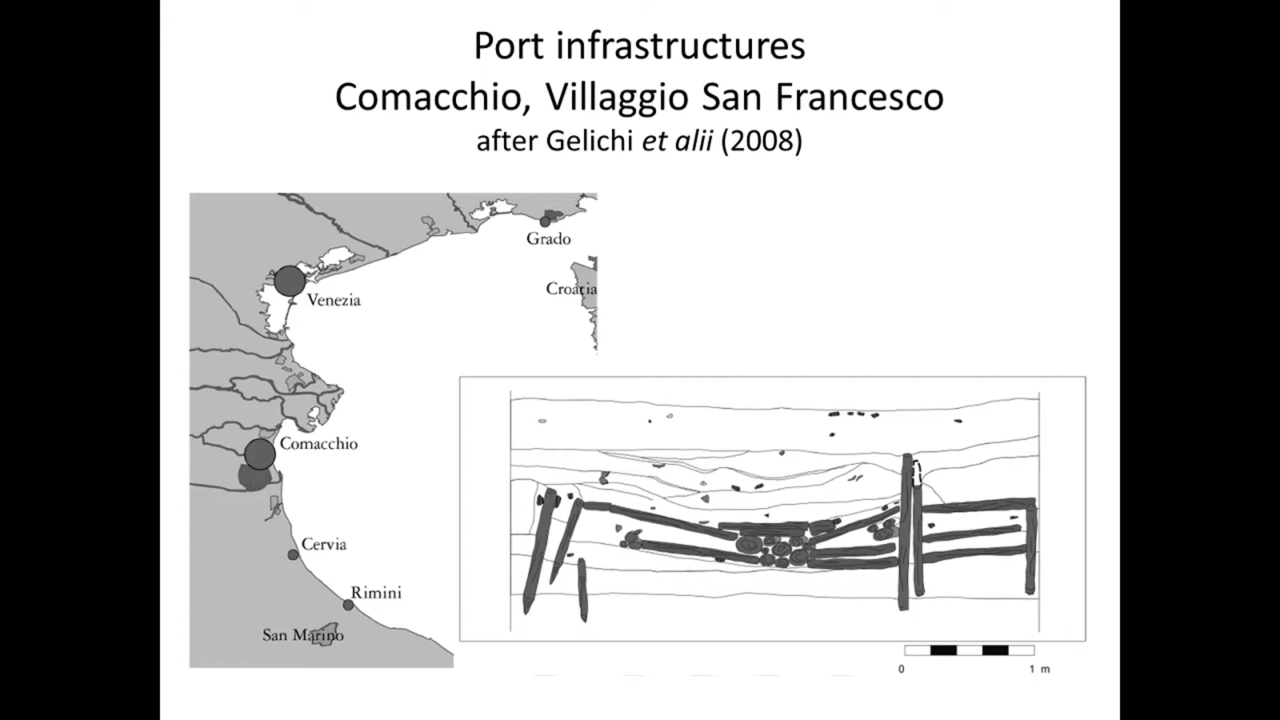 Port infrastructures
Comacchio, Villaggio San Francesco
after Gelichi et alii (2008)
Grado
Croatia
Venezia
Comacchio
Cervia
Rimini
San Marino
0 1 m